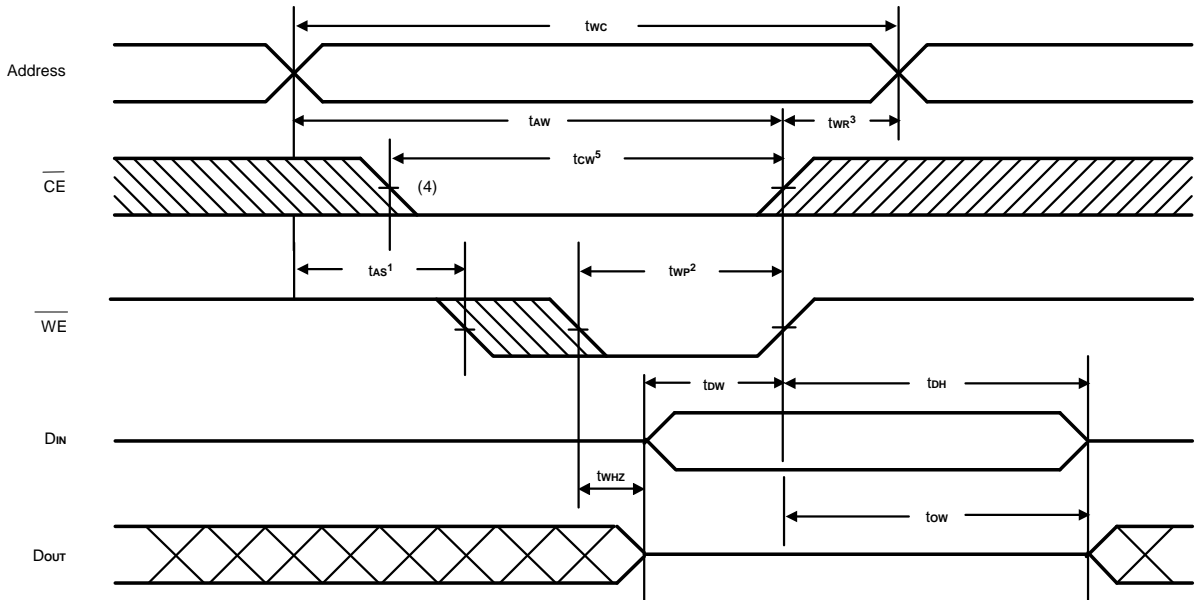 tWC
Address
tAW
tWR³
tCW⁵
CE
(4)
tAS¹
tWP²
WE
tDW
tDH
DIN
tWHZ
tOW
DOUT